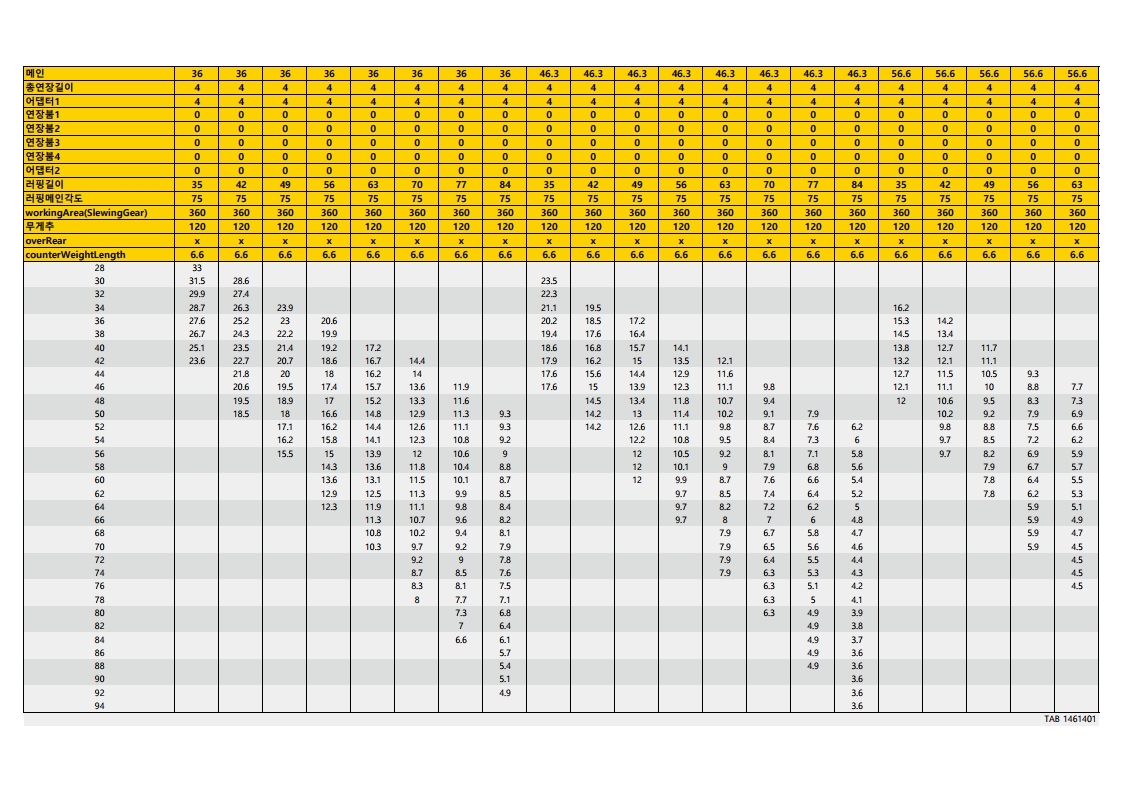 메인 36 36 36 36 36 36 36 36 46.3 46.3 46.3 46.3 46.3 46.3 46.3 46.3 56.6 56.6 56.6 56.6 56.6
총연장길이 4 4 4 4 4 4 4 4 4 4 4 4 4 4 4 4 4 4 4 4 4
어댑터1 4 4 4 4 4 4 4 4 4 4 4 4 4 4 4 4 4 4 4 4 4
연장붐1 0 0 0 0 0 0 0 0 0 0 0 0 0 0 0 0 0 0 0 0 0
연장붐2 0 0 0 0 0 0 0 0 0 0 0 0 0 0 0 0 0 0 0 0 0
연장붐3 0 0 0 0 0 0 0 0 0 0 0 0 0 0 0 0 0 0 0 0 0
연장붐4 0 0 0 0 0 0 0 0 0 0 0 0 0 0 0 0 0 0 0 0 0
어댑터2 0 0 0 0 0 0 0 0 0 0 0 0 0 0 0 0 0 0 0 0 0
러핑길이 35 42 49 56 63 70 77 84 35 42 49 56 63 70 77 84 35 42 49 56 63
러핑메인각도 75 75 75 75 75 75 75 75 75 75 75 75 75 75 75 75 75 75 75 75 75
workingArea(SlewingGear) 360 360 360 360 360 360 360 360 360 360 360 360 360 360 360 360 360 360 360 360 360
무게추 120 120 120 120 120 120 120 120 120 120 120 120 120 120 120 120 120 120 120 120 120
overRear x x x x x x x x x x x x x x x x x x x x x
counterWeightLength 6.6 6.6 6.6 6.6 6.6 6.6 6.6 6.6 6.6 6.6 6.6 6.6 6.6 6.6 6.6 6.6 6.6 6.6 6.6 6.6 6.6
28 33
30 31.5 28.6 23.5
32 29.9 27.4 22.3
34 28.7 26.3 23.9 21.1 19.5 16.2
36 27.6 25.2 23 20.6 20.2 18.5 17.2 15.3 14.2
38 26.7 24.3 22.2 19.9 19.4 17.6 16.4 14.5 13.4
40 25.1 23.5 21.4 19.2 17.2 18.6 16.8 15.7 14.1 13.8 12.7 11.7
42 23.6 22.7 20.7 18.6 16.7 14.4 17.9 16.2 15 13.5 12.1 13.2 12.1 11.1
44 21.8 20 18 16.2 14 17.6 15.6 14.4 12.9 11.6 12.7 11.5 10.5 9.3
46 20.6 19.5 17.4 15.7 13.6 11.9 17.6 15 13.9 12.3 11.1 9.8 12.1 11.1 10 8.8 7.7
48 19.5 18.9 17 15.2 13.3 11.6 14.5 13.4 11.8 10.7 9.4 12 10.6 9.5 8.3 7.3
50 18.5 18 16.6 14.8 12.9 11.3 9.3 14.2 13 11.4 10.2 9.1 7.9 10.2 9.2 7.9 6.9
52 17.1 16.2 14.4 12.6 11.1 9.3 14.2 12.6 11.1 9.8 8.7 7.6 6.2 9.8 8.8 7.5 6.6
54 16.2 15.8 14.1 12.3 10.8 9.2 12.2 10.8 9.5 8.4 7.3 6 9.7 8.5 7.2 6.2
56 15.5 15 13.9 12 10.6 9 12 10.5 9.2 8.1 7.1 5.8 9.7 8.2 6.9 5.9
58 14.3 13.6 11.8 10.4 8.8 12 10.1 9 7.9 6.8 5.6 7.9 6.7 5.7
60 13.6 13.1 11.5 10.1 8.7 12 9.9 8.7 7.6 6.6 5.4 7.8 6.4 5.5
62 12.9 12.5 11.3 9.9 8.5 9.7 8.5 7.4 6.4 5.2 7.8 6.2 5.3
64 12.3 11.9 11.1 9.8 8.4 9.7 8.2 7.2 6.2 5 5.9 5.1
66 11.3 10.7 9.6 8.2 9.7 8 7 6 4.8 5.9 4.9
68 10.8 10.2 9.4 8.1 7.9 6.7 5.8 4.7 5.9 4.7
70 10.3 9.7 9.2 7.9 7.9 6.5 5.6 4.6 5.9 4.5
72 9.2 9 7.8 7.9 6.4 5.5 4.4 4.5
74 8.7 8.5 7.6 7.9 6.3 5.3 4.3 4.5
76 8.3 8.1 7.5 6.3 5.1 4.2 4.5
78 8 7.7 7.1 6.3 5 4.1
80 7.3 6.8 6.3 4.9 3.9
82 7 6.4 4.9 3.8
84 6.6 6.1 4.9 3.7
86 5.7 4.9 3.6
88 5.4 4.9 3.6
90 5.1 3.6
92 4.9 3.6
94 3.6
TAB 1461401